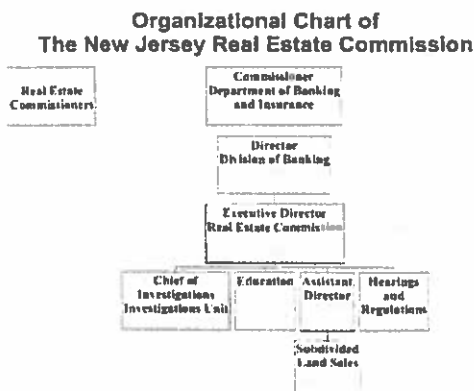 Organizational Chart of
The New Jersey Real Estate Commission
Real Estate
Commissioners
Commissioner
Department of Banking
and Insurance
Director
Division of Banking
Executive Director
Real Estate Commission
Chief of
Investigations
Investigations Unit
Education
Assistant
Director
Hearings
and
Regulations
Subdivided
Land Sales